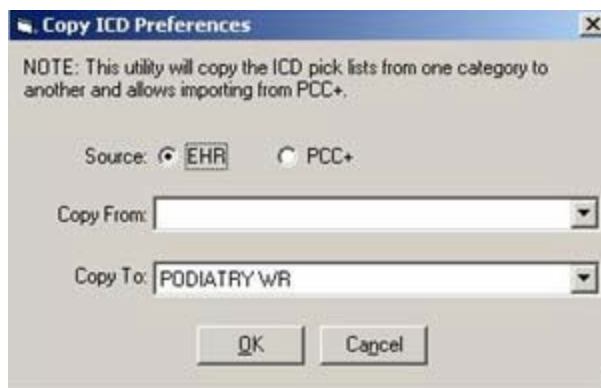 Copy ICD Preferences
NOTE: This utility will copy the ICD pick lists from one category to
another and allows importing from PCC+.
Source: EHR PCC+
Copy From:
Copy To: PODIATRY WR
OK Cancel